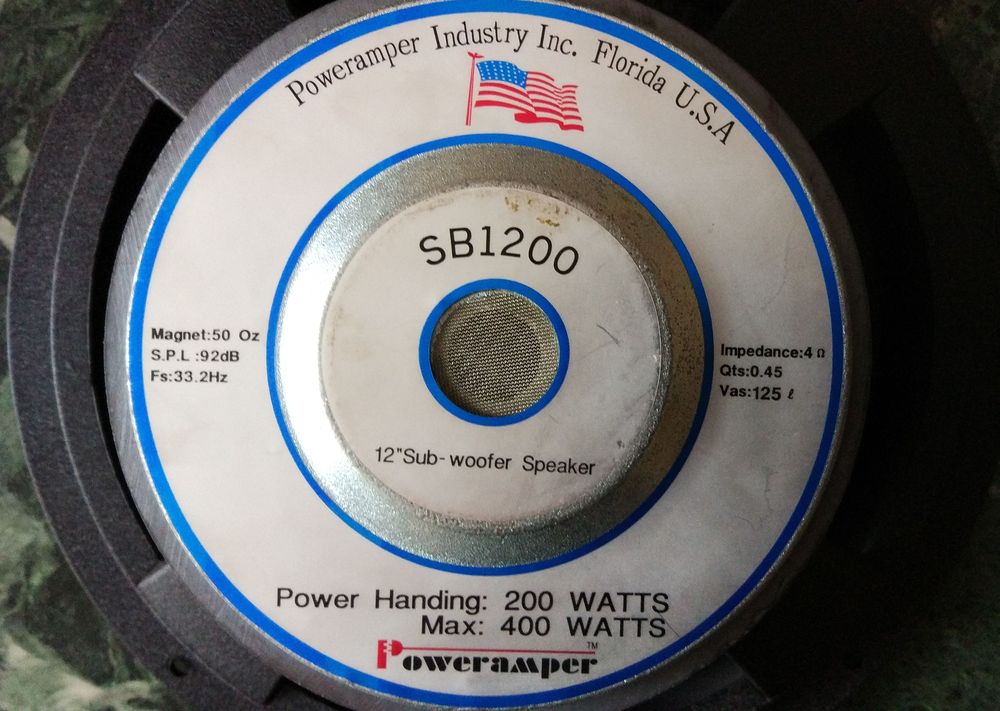 Poweramper Industry Inc. Florida U.S.A
SB1200
Magnet:50 Oz
S.P.L :92dB
Fs:33.2Hz
Impedance:4 Ω
Qts:0.45
Vas:125 ℓ
12"Sub-woofer Speaker
Power Handing: 200 WATTS
Max: 400 WATTS
Poweramper™